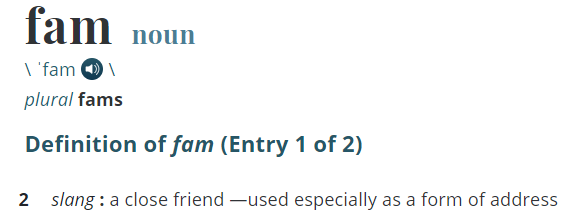 fam noun
\ ˈfam \
plural fams
Definition of fam (Entry 1 of 2)
2 slang : a close friend —used especially as a form of address